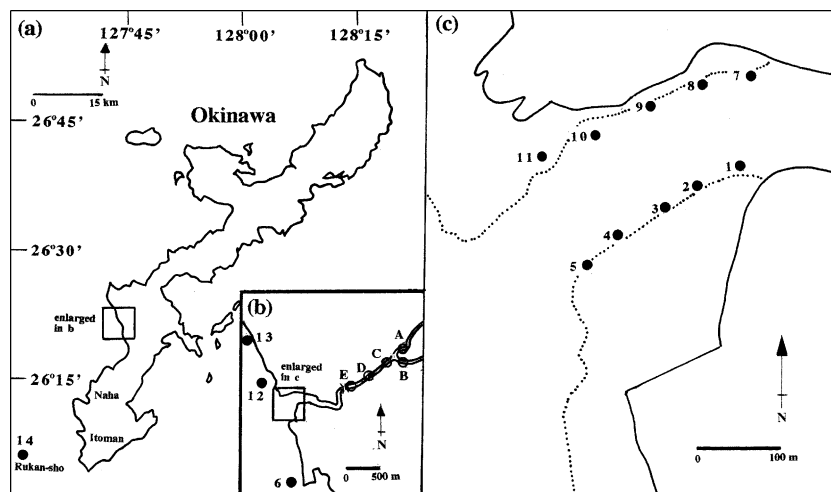 (a)
127°45'
128°00'
128°15'
N
0 15 km
Okinawa
26°45'
26°30'
26°15'
enlarged in b
Naha
Itoman
14
Rukan-sho
(b)
13
12
enlarged in c
A
B
C
D
E
N
0 500 m
6
(c)
7
8
9
10
11
1
2
3
4
5
N
0 100 m